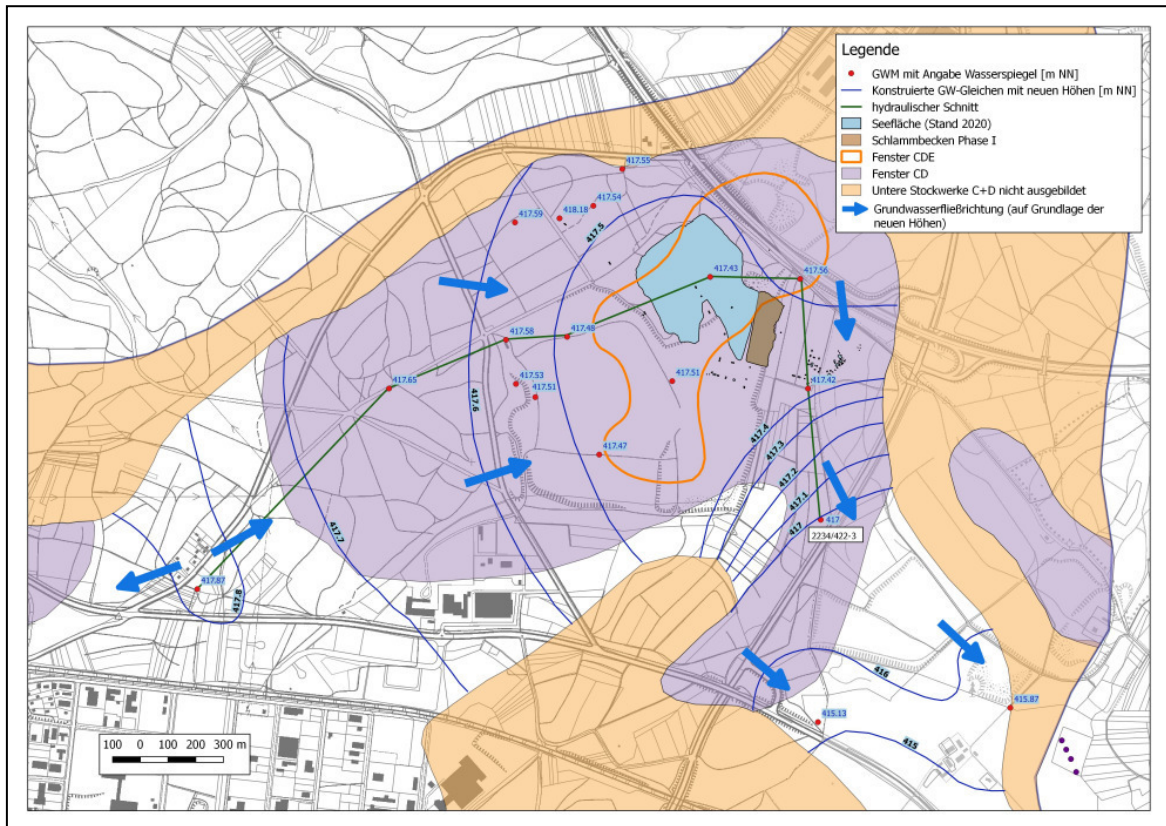 Legende
GWM mit Angabe Wasserspiegel [m NN]
Konstruierte GW-Gleichen mit neuen Höhen [m NN]
hydraulischer Schnitt
Seefläche (Stand 2020)
Schlammbecken Phase I
Fenster CDE
Fenster CD
Untere Stockwerke C+D nicht ausgebildet
Grundwasserfließrichtung (auf Grundlage der
neuen Höhen)
417.55
417.54
418.18
417.59
417.5
417.43
417.56
417.58
417.48
417.53
417.51
417.51
417.65
417.42
417.6
417.4
417.3
417.47
417.2
417.1
417
417
2234/422-3
417.7
417.87
417.8
416
415.87
415.13
415
100 0 100 200 300 m